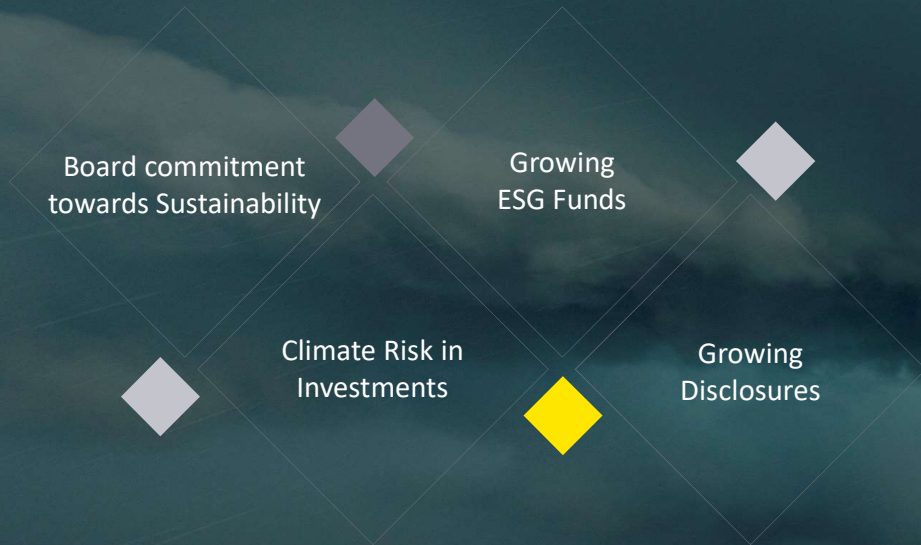 Board commitment
towards Sustainability
Growing
ESG Funds
Climate Risk in
Investments
Growing
Disclosures